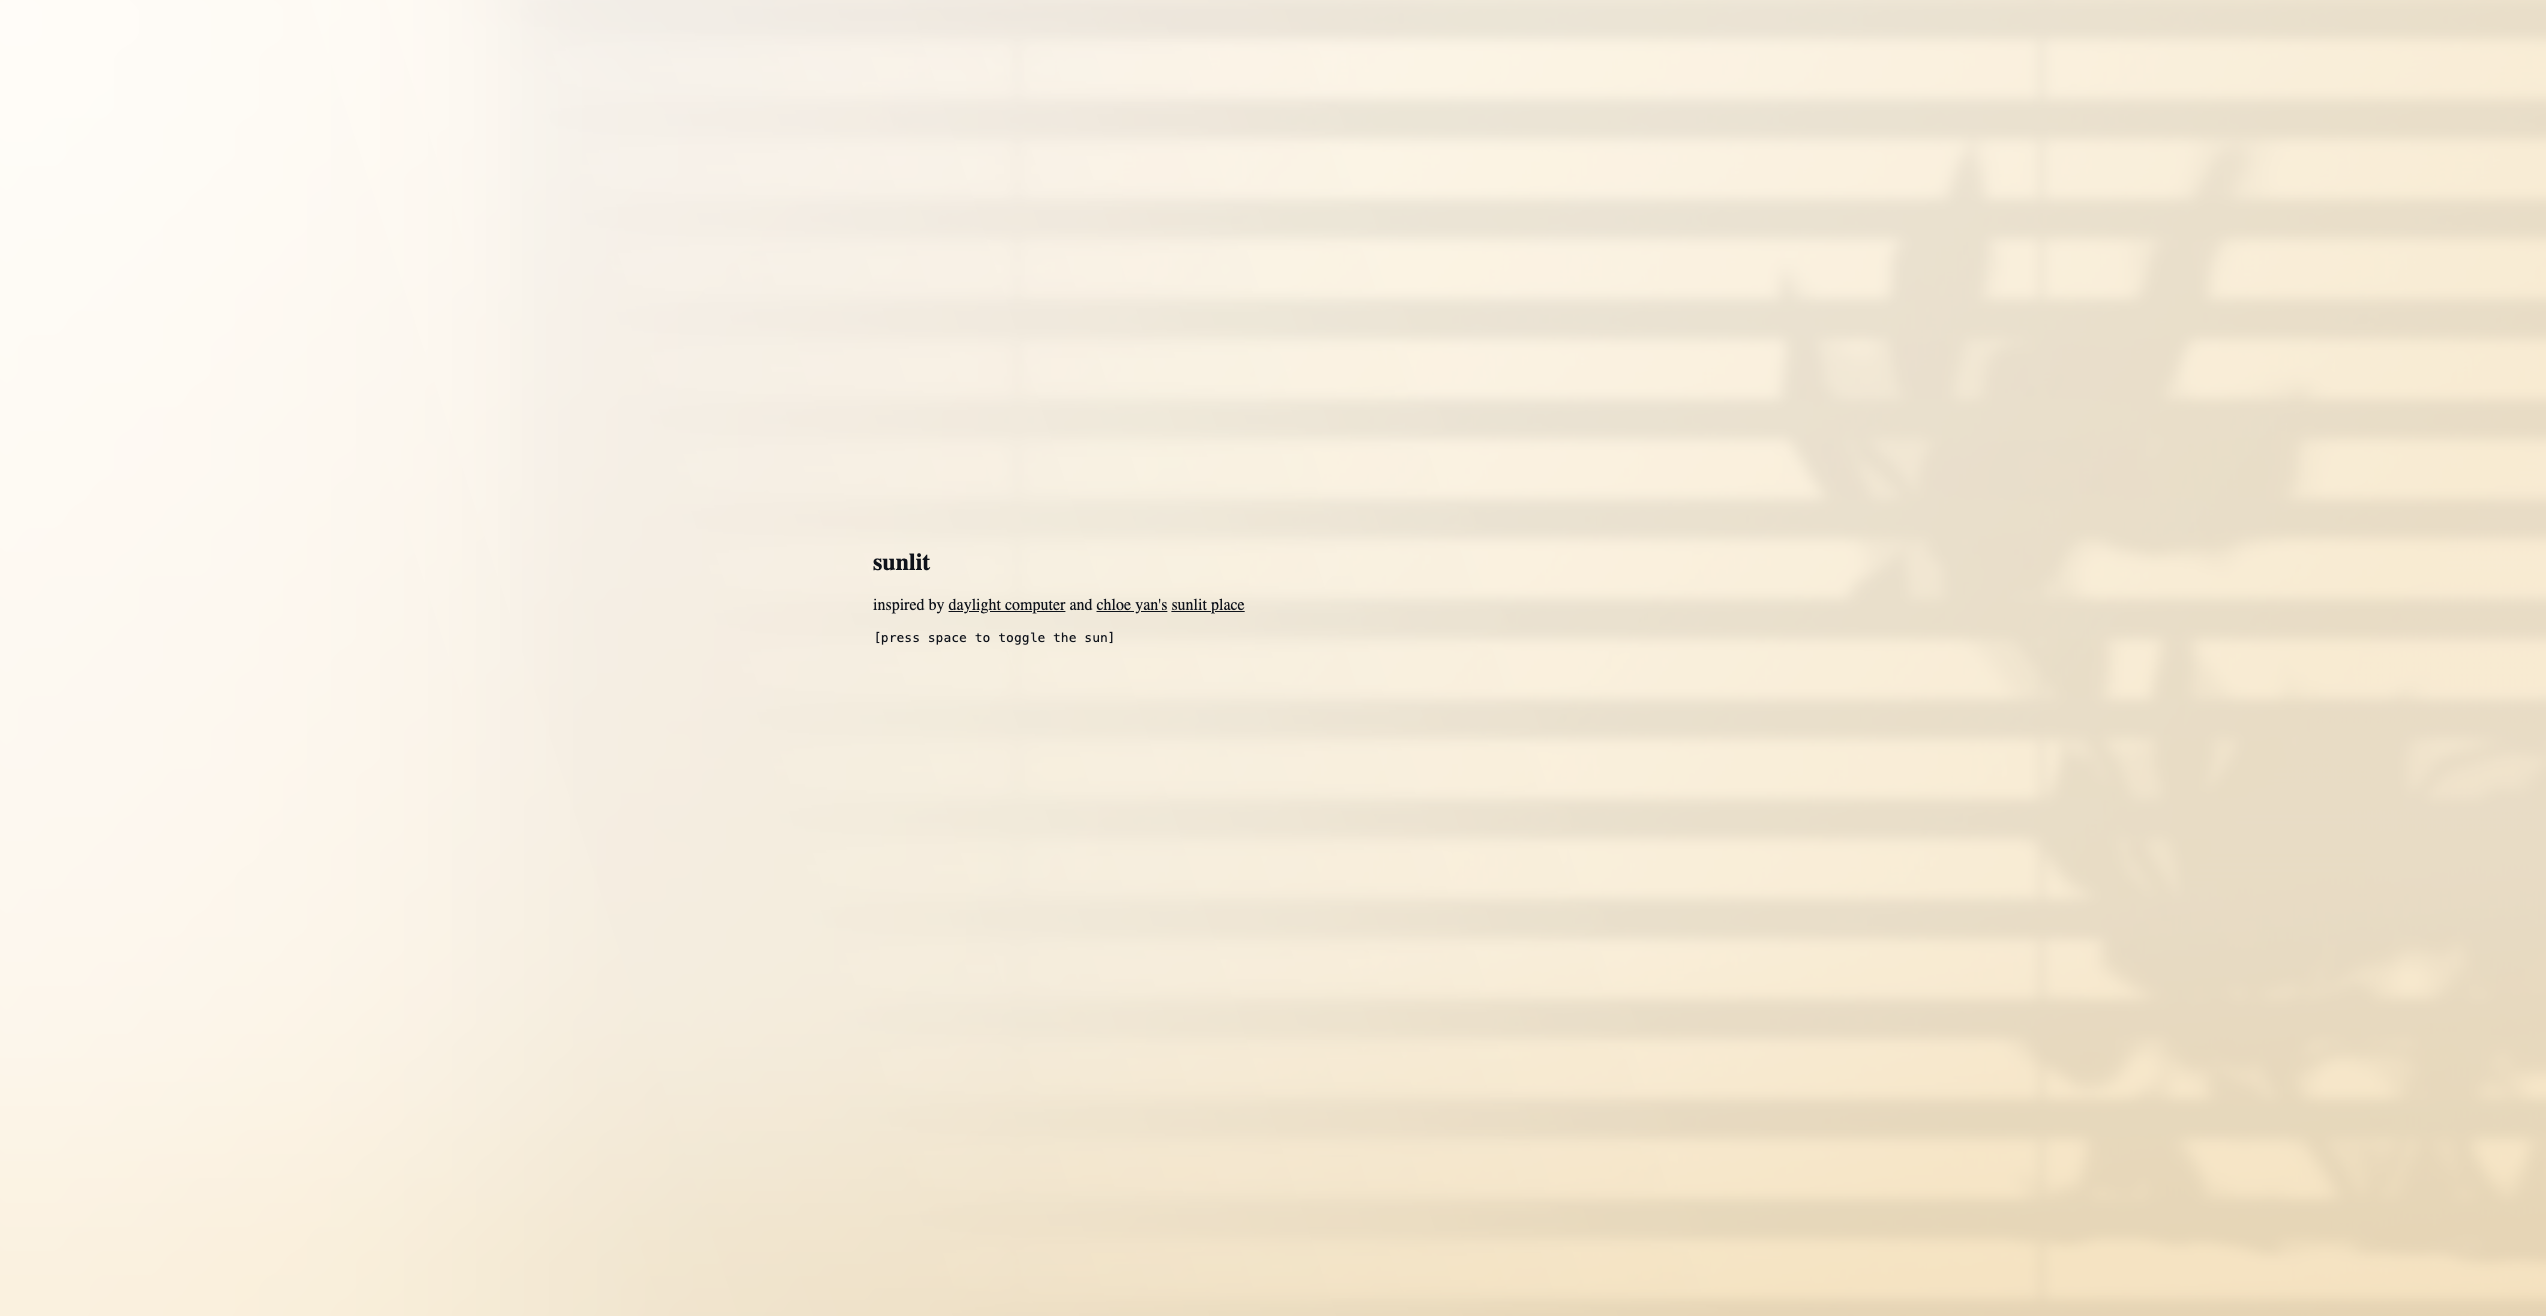 sunlit
inspired by daylight computer and chloe yan's sunlit place
[press space to toggle the sun]